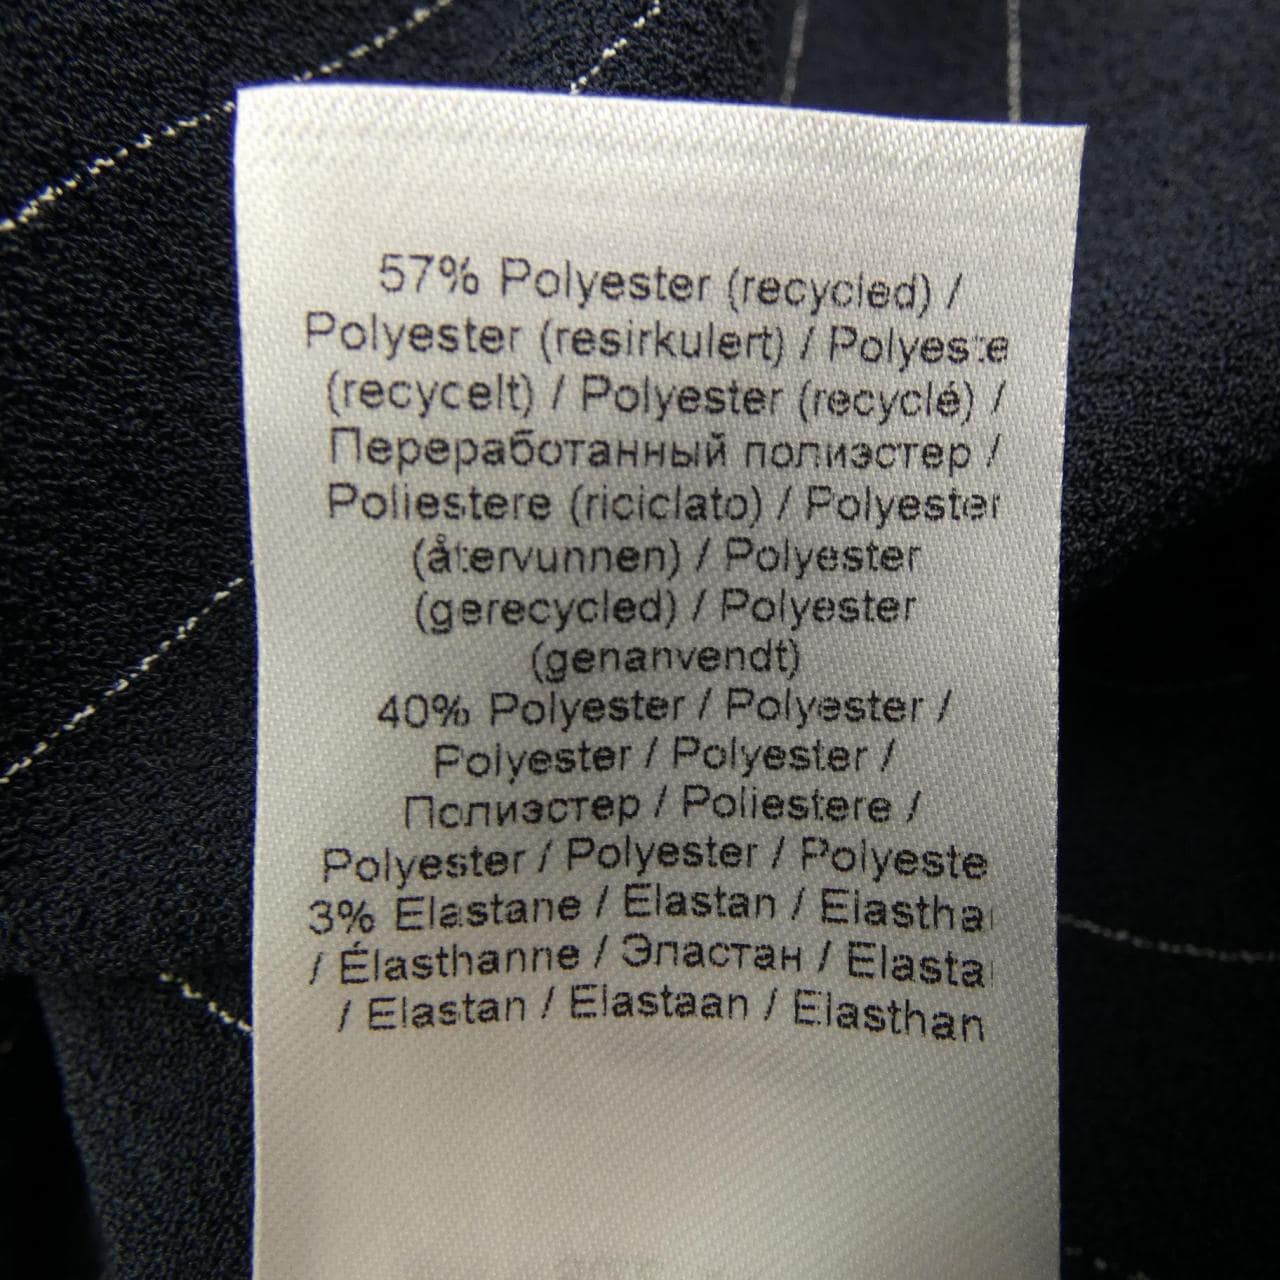 57% Polyester (recycled) /
Polyester (resirkulert) / Polyeste
(recycelt) / Polyester (recyclé) /
Переработанный полиэстер /
Poliestere (riciclato) / Polyester
(återvunnen) / Polyester
(gerecycled) / Polyester
(genanvendt)
40% Polyester / Polyester /
Polyester / Polyester /
Полиэстер / Poliestere /
Polyester / Polyester / Polyeste
3% Elastane / Elastan / Elastha
/ Élasthanne / Эластан / Elasta
/ Elastan / Elastaan / Elasthan